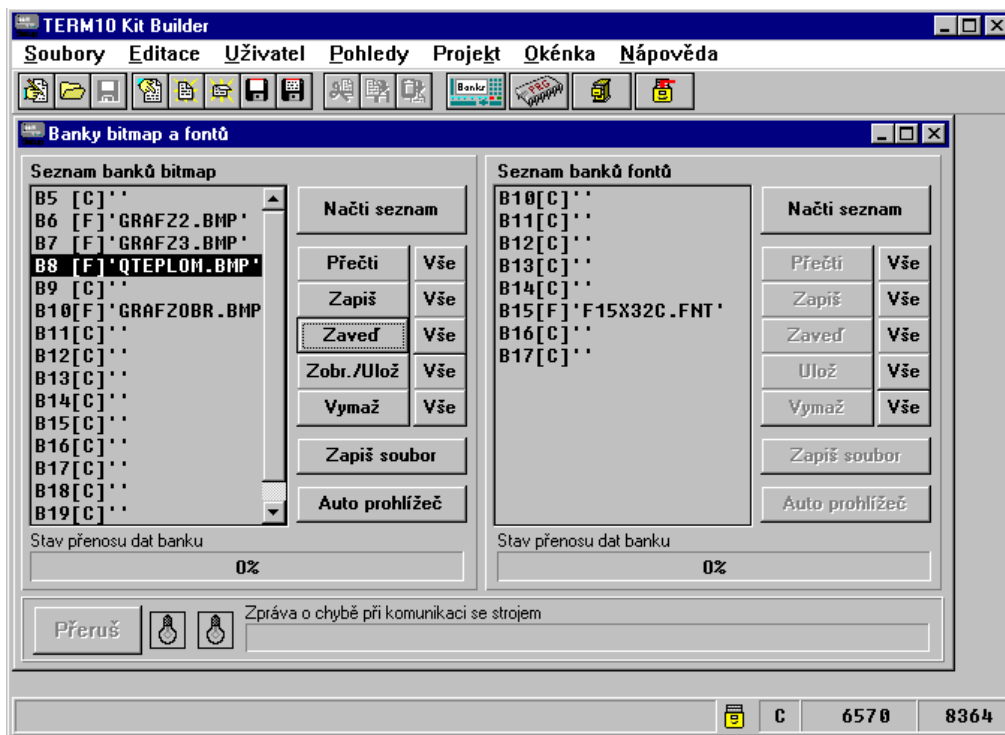 TERM10 Kit Builder
Soubory Editace Uživatel Pohledy Projekt Okénka Nápověda
Banks PRG
Banky bitmap a fontů
Seznam banků bitmap
B5 [C]''
B6 [F]'GRAFZ2.BMP'
B7 [F]'GRAFZ3.BMP'
B8 [F]'QTEPLOM.BMP'
B9 [C]''
B10[F]'GRAFZOBR.BMP
B11[C]''
B12[C]''
B13[C]''
B14[C]''
B15[C]''
B16[C]''
B17[C]''
B18[C]''
B19[C]''
Načti seznam
Přečti Vše
Zapiš Vše
Zaveď Vše
Zobr./Ulož Vše
Vymaž Vše
Zapiš soubor
Auto prohlížeč
Stav přenosu dat banku
0%
Seznam banků fontů
B10[C]''
B11[C]''
B12[C]''
B13[C]''
B14[C]''
B15[F]'F15X32C.FNT'
B16[C]''
B17[C]''
Načti seznam
Přečti Vše
Zapiš Vše
Zaveď Vše
Ulož Vše
Vymaž Vše
Zapiš soubor
Auto prohlížeč
Stav přenosu dat banku
0%
Přeruš
Zpráva o chybě při komunikaci se strojem
C 6570 8364